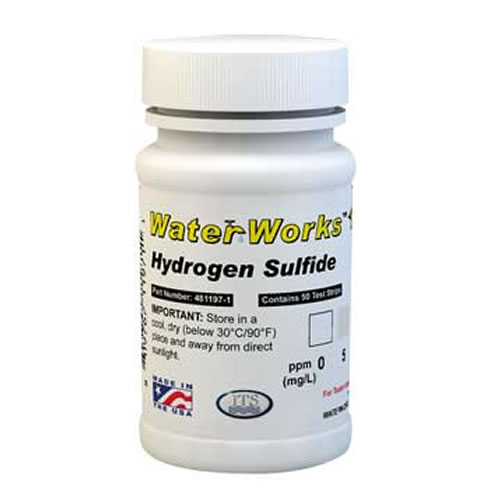 WaterWorks™
Hydrogen Sulfide
Part Number: 481197-1 Contains 50 Test Strips
IMPORTANT: Store in a
cool, dry (below 30°C/90°F)
place and away from direct
sunlight.
ppm 0 5
(mg/L)
MADE IN
THE USA
ITS